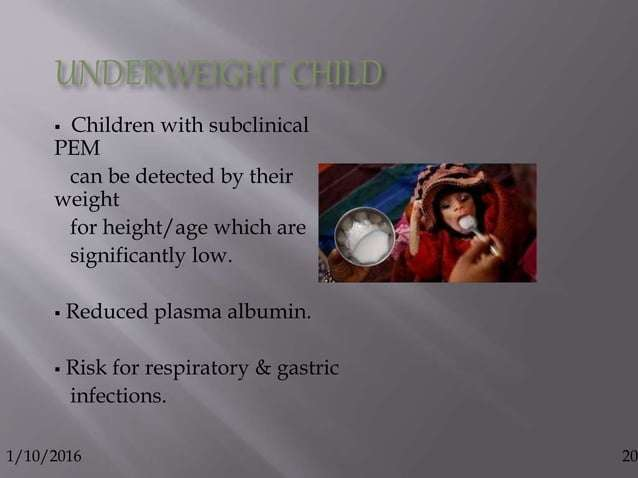 UNDERWEIGHT CHILD
▪ Children with subclinical
PEM
can be detected by their
weight
for height/age which are
significantly low.
▪ Reduced plasma albumin.
▪ Risk for respiratory & gastric
infections.
1/10/2016
20